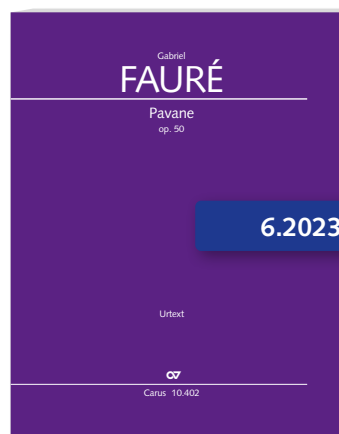 Gabriel
FAURÉ
Pavane
op. 50
6.2023
Urtext
Carus 10.402